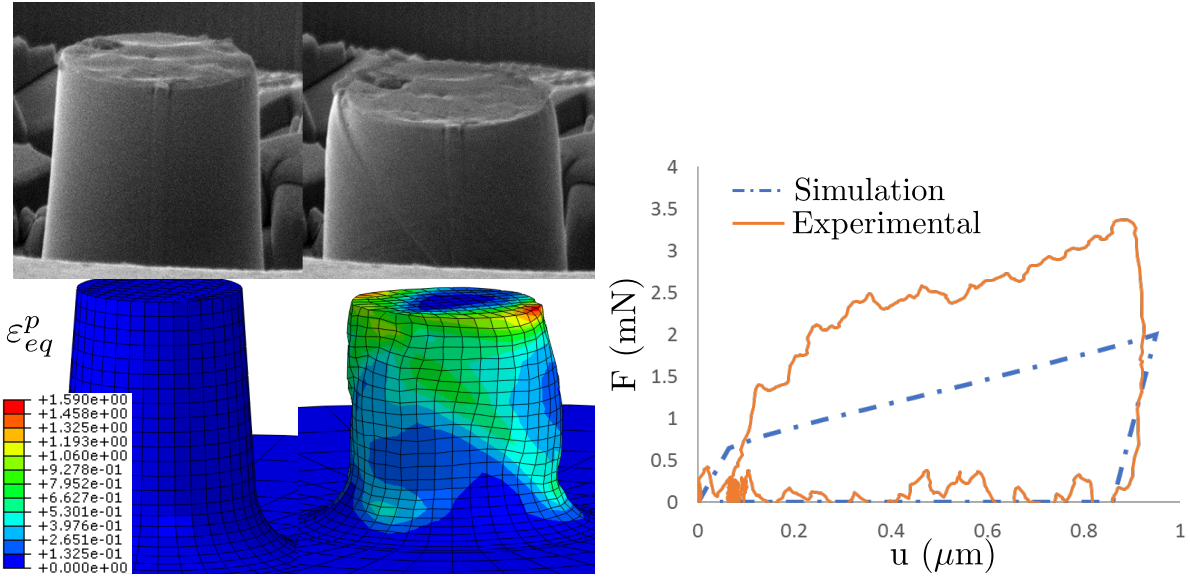 ε^p_eq
+1.590e+00
+1.458e+00
+1.325e+00
+1.193e+00
+1.060e+00
+9.278e-01
+7.952e-01
+6.627e-01
+5.301e-01
+3.976e-01
+2.651e-01
+1.325e-01
+0.000e+00
F (mN)
4
3.5
3
2.5
2
1.5
1
0.5
0
Simulation
Experimental
0 0.2 0.4 0.6 0.8 1
u (μm)